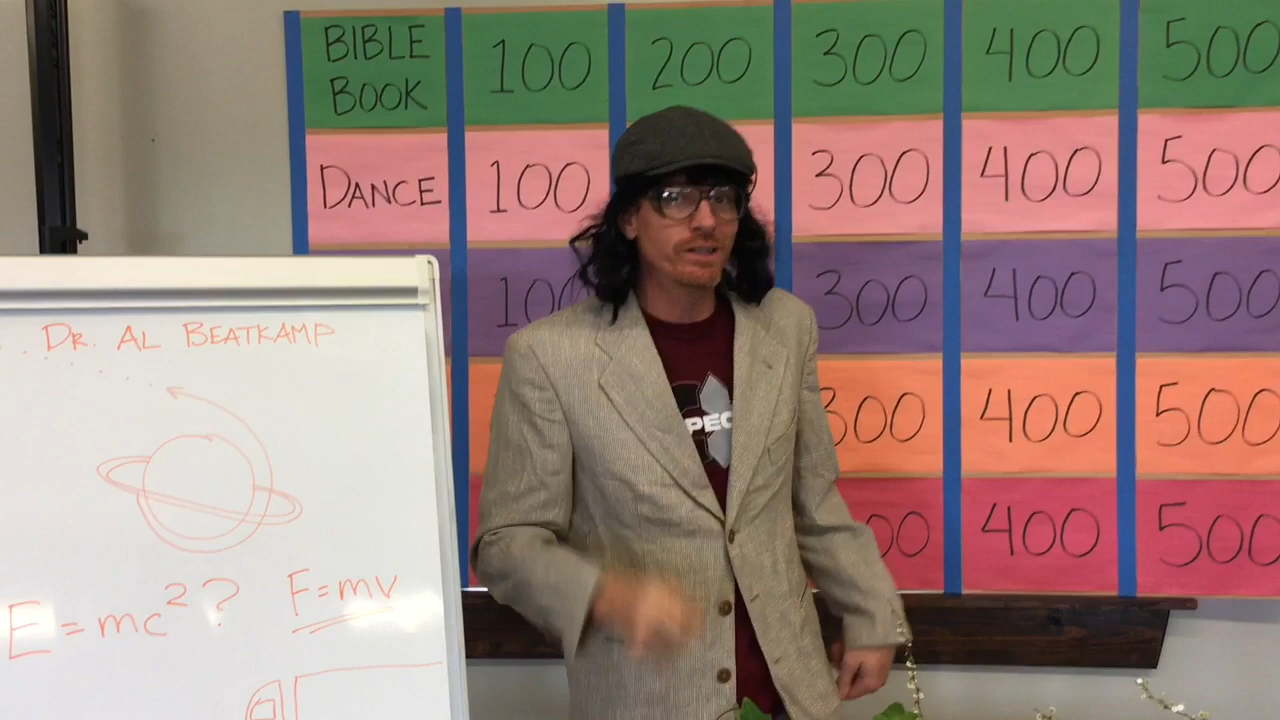 BIBLE BOOK 100 200 300 400 500
DANCE 100 300 400 500
100 300 400 500
300 400 500
400 500
Dr. Al Beatkamp
E = mc² ? F = mv